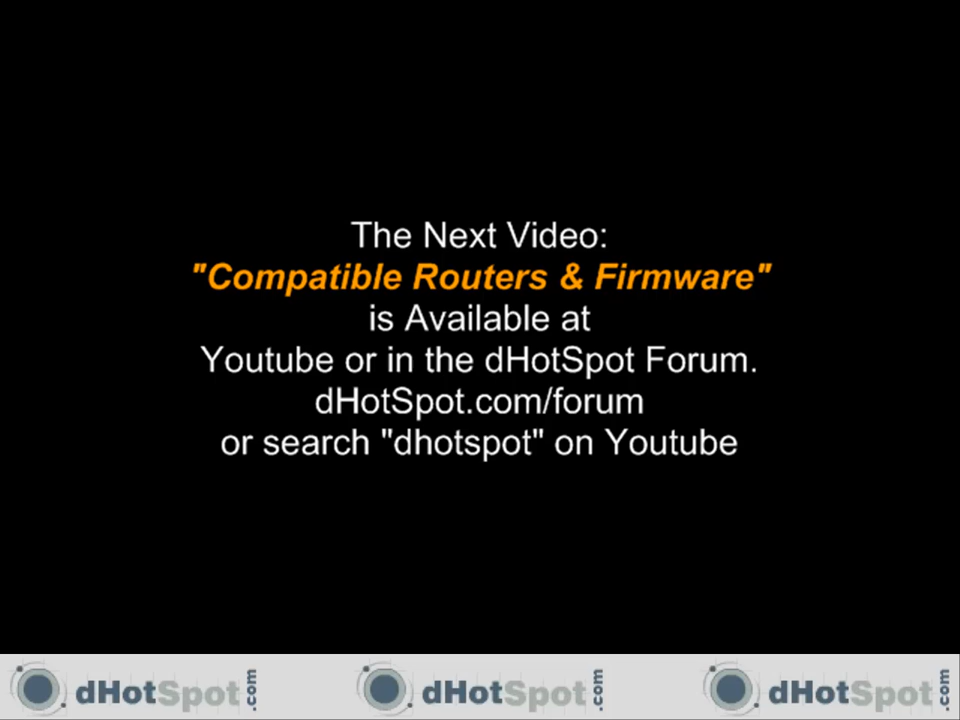 The Next Video:
"Compatible Routers & Firmware"
is Available at
Youtube or in the dHotSpot Forum.
dHotSpot.com/forum
or search "dhotspot" on Youtube
dHotSpot.com dHotSpot.com dHotSpot.com